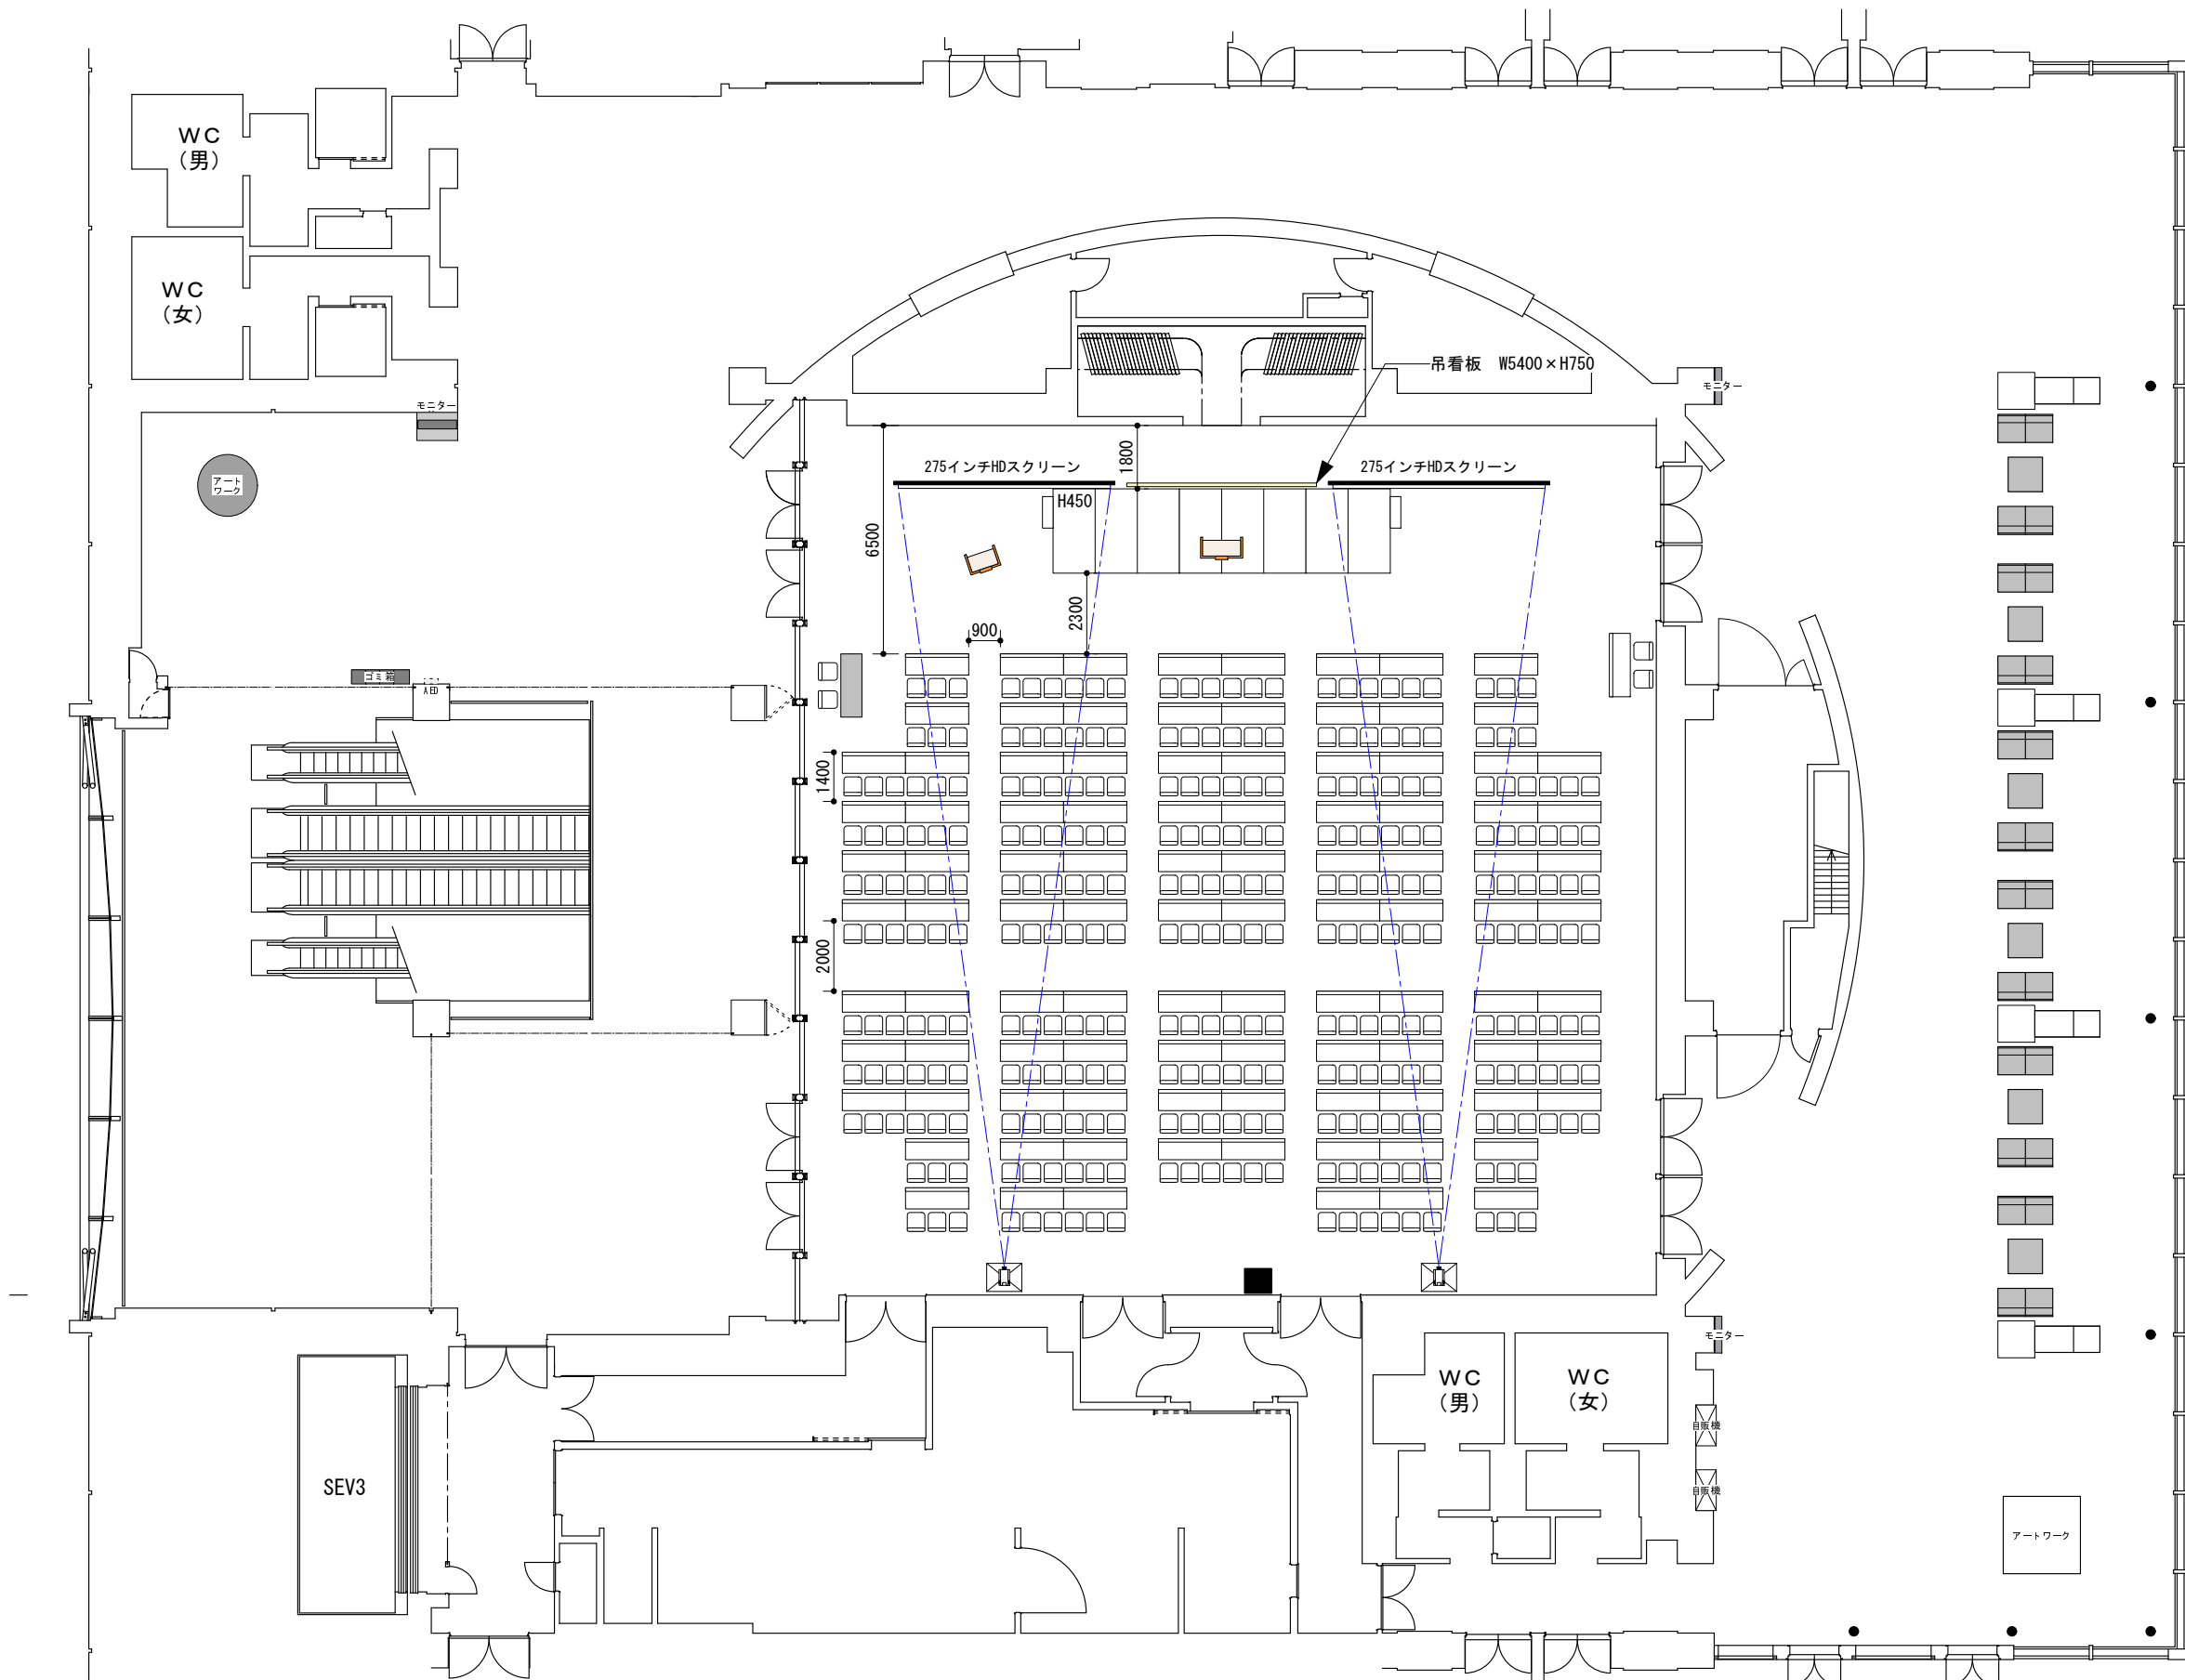 WC
(男)
WC
(女)
モニター
アート
ワーク
吊看板 W5400×H750
モニター
275インチHDスクリーン
1800
275インチHDスクリーン
H450
6500
2300
900
ゴミ箱
AED
1400
2000
モニター
WC
(男)
WC
(女)
自販機
自販機
SEV3
アートワーク